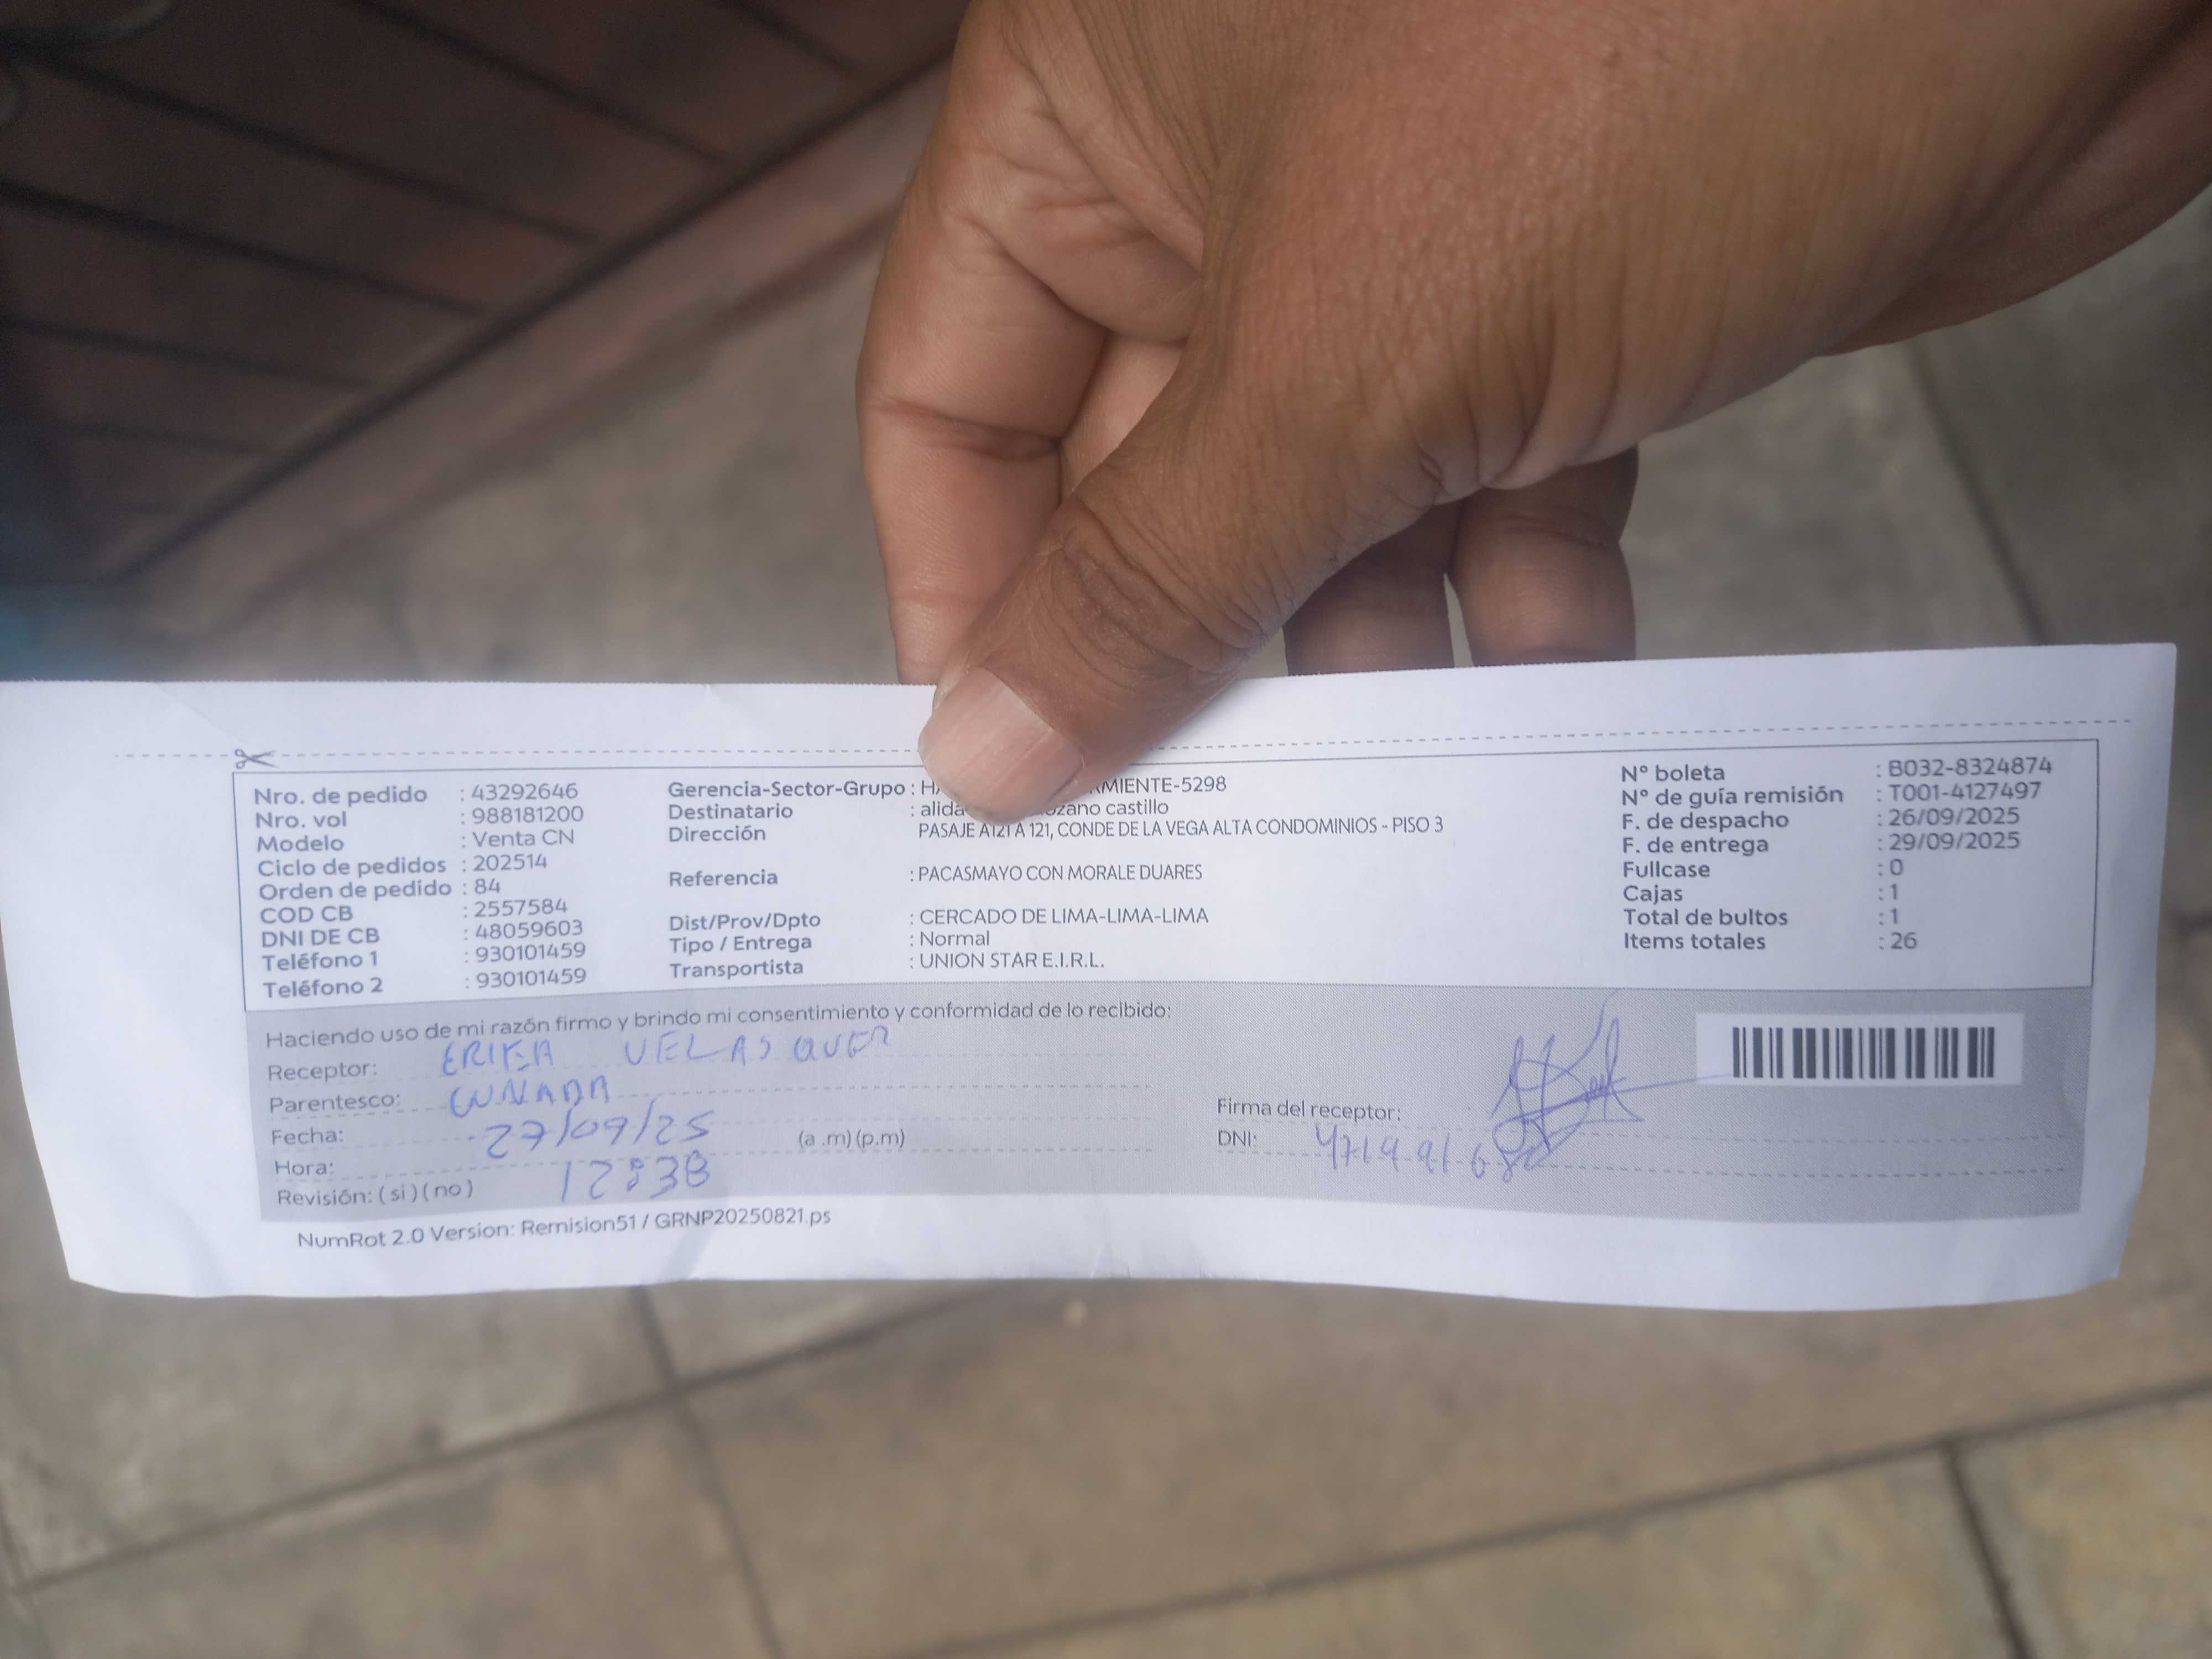 Nro. de pedido : 43292646
Nro. vol : 988181200
Modelo : Venta CN
Ciclo de pedidos : 202514
Orden de pedido : 84
COD CB : 2557584
DNI DE CB : 48059603
Teléfono 1 : 930101459
Teléfono 2 : 930101459
Gerencia-Sector-Grupo : MIENTE-5298
Destinatario : castillo
Dirección PASAJE A121 A 121, CONDE DE LA VEGA ALTA CONDOMINIOS - PISO 3
Referencia : PACASMAYO CON MORALE DUARES
Dist/Prov/Dpto : CERCADO DE LIMA-LIMA-LIMA
Tipo / Entrega : Normal
Transportista : UNION STAR E.I.R.L.
N° boleta : B032-8324874
N° de guía remisión : T001-4127497
F. de despacho : 26/09/2025
F. de entrega : 29/09/2025
Fullcase : 0
Cajas : 1
Total de bultos : 1
Items totales : 26
Haciendo uso de mi razón firmo y brindo mi consentimiento y conformidad de lo recibido:
Receptor: ERIKA VELASQUEZ
Parentesco: CUNADA
Fecha: 27/09/25 (a .m) (p.m)
Hora: 12:38
Revisión: ( si ) ( no )
Firma del receptor:
DNI:
NumRot 2.0 Version: Remision51 / GRNP20250821.ps